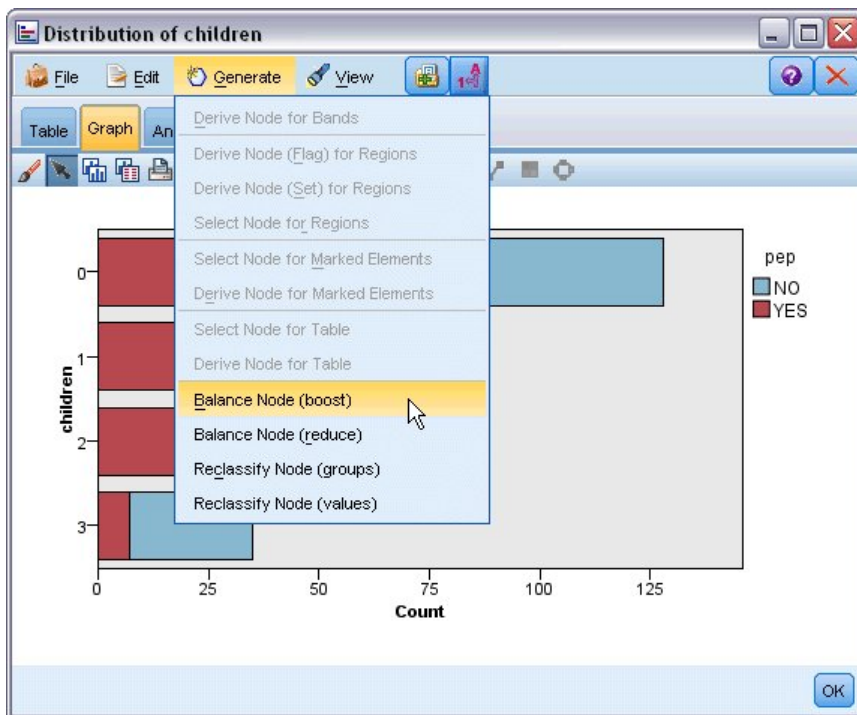 Distribution of children
File Edit Generate View
Table Graph An
Derive Node for Bands
Derive Node (Flag) for Regions
Derive Node (Set) for Regions
Select Node for Regions
Select Node for Marked Elements
Derive Node for Marked Elements
Select Node for Table
Derive Node for Table
Balance Node (boost)
Balance Node (reduce)
Reclassify Node (groups)
Reclassify Node (values)
children
0
1
2
3
0 25 50 75 100 125
Count
pep
NO
YES
OK